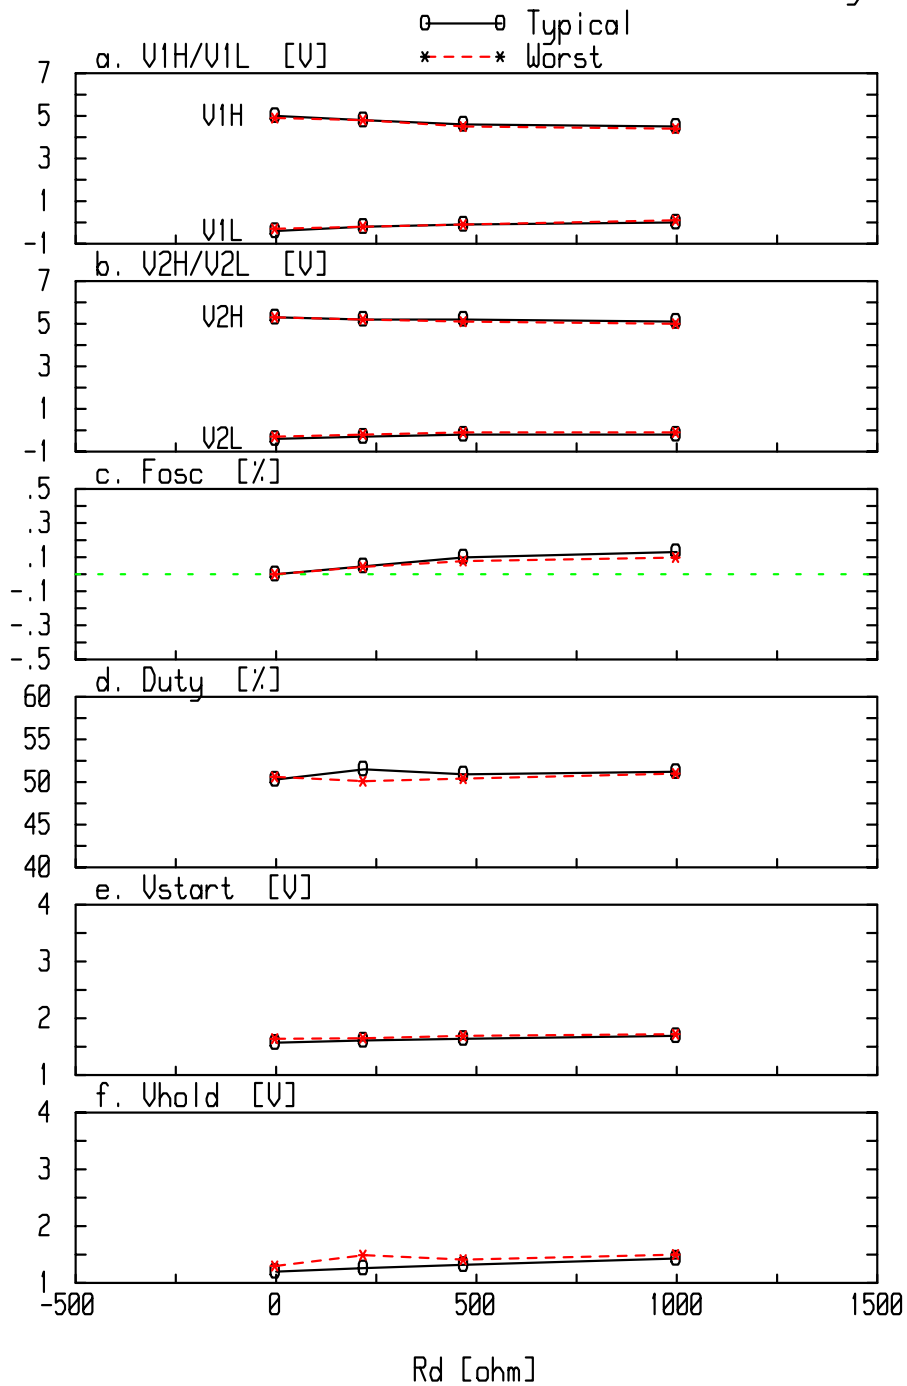 Typical
Worst
a. V1H/V1L [V]
7
5
3
1
-1
V1H
V1L
b. V2H/V2L [V]
7
5
3
1
-1
V2H
V2L
c. Fosc [%]
.5
.3
.1
-.1
-.3
-.5
d. Duty [%]
60
55
50
45
40
e. Vstart [V]
4
3
2
1
f. Vhold [V]
4
3
2
1
-500 0 500 1000 1500
Rd [ohm]